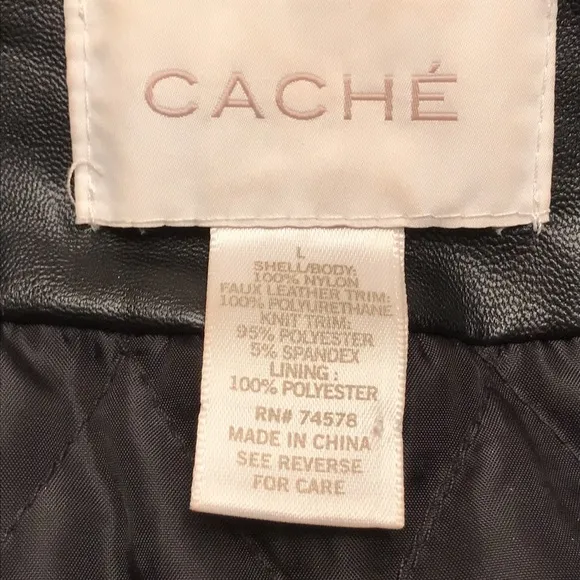 CACHÉ
L
SHELL/BODY:
100% NYLON
FAUX LEATHER TRIM:
100% POLYURETHANE
KNIT TRIM:
95% POLYESTER
5% SPANDEX
LINING :
100% POLYESTER
RN# 74578
MADE IN CHINA
SEE REVERSE
FOR CARE